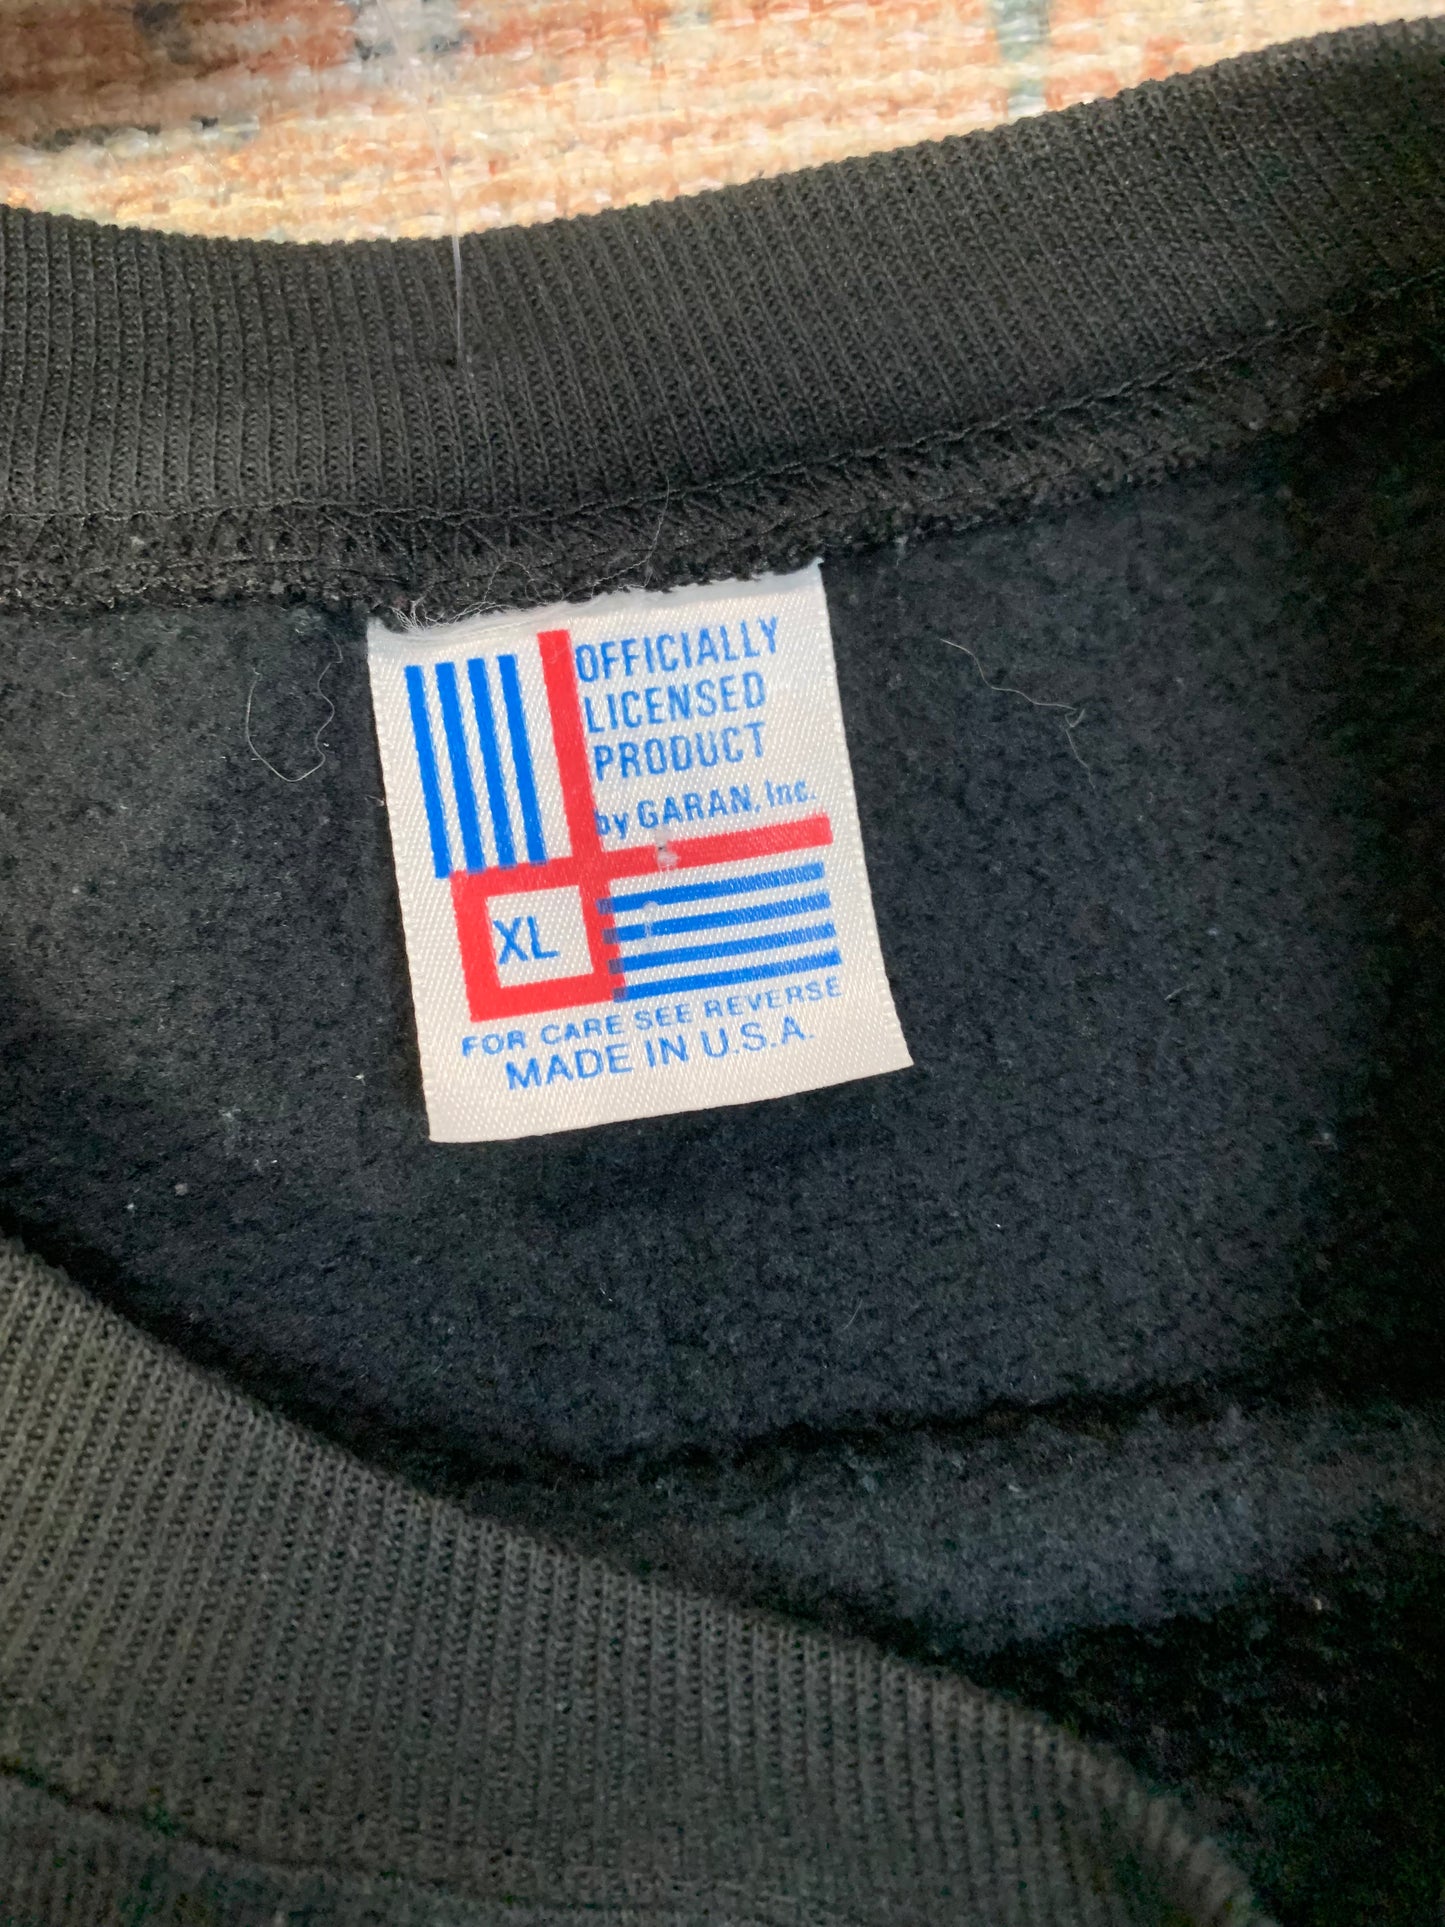 OFFICIALLY
LICENSED
PRODUCT
by GARAN, Inc.
XL
FOR CARE SEE REVERSE
MADE IN U.S.A.